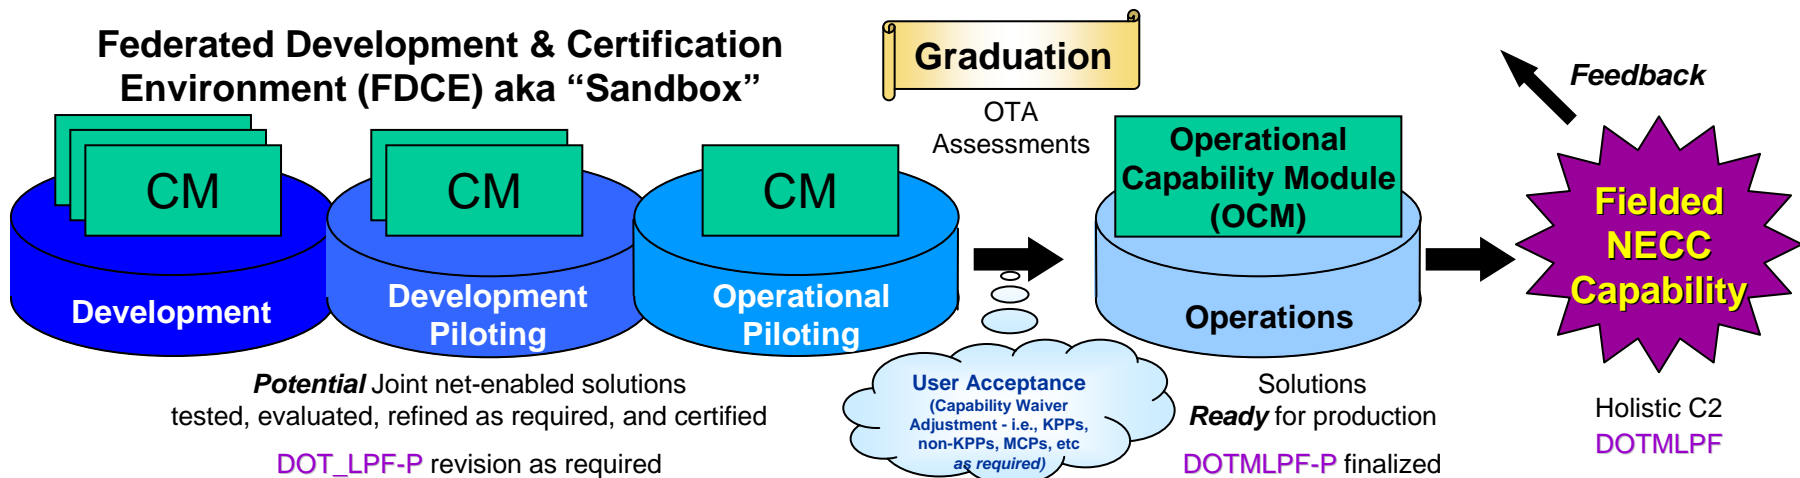 Federated Development & Certification
Environment (FDCE) aka “Sandbox”
Graduation
OTA
Assessments
Feedback
CM
CM
CM
Operational
Capability Module
(OCM)
Development
Development
Piloting
Operational
Piloting
Operations
Fielded
NECC
Capability
Potential Joint net-enabled solutions
tested, evaluated, refined as required, and certified
DOT_LPF-P revision as required
User Acceptance
(Capability Waiver
Adjustment - i.e., KPPs,
non-KPPs, MCPs, etc
as required)
Solutions
Ready for production
DOTMLPF-P finalized
Holistic C2
DOTMLPF